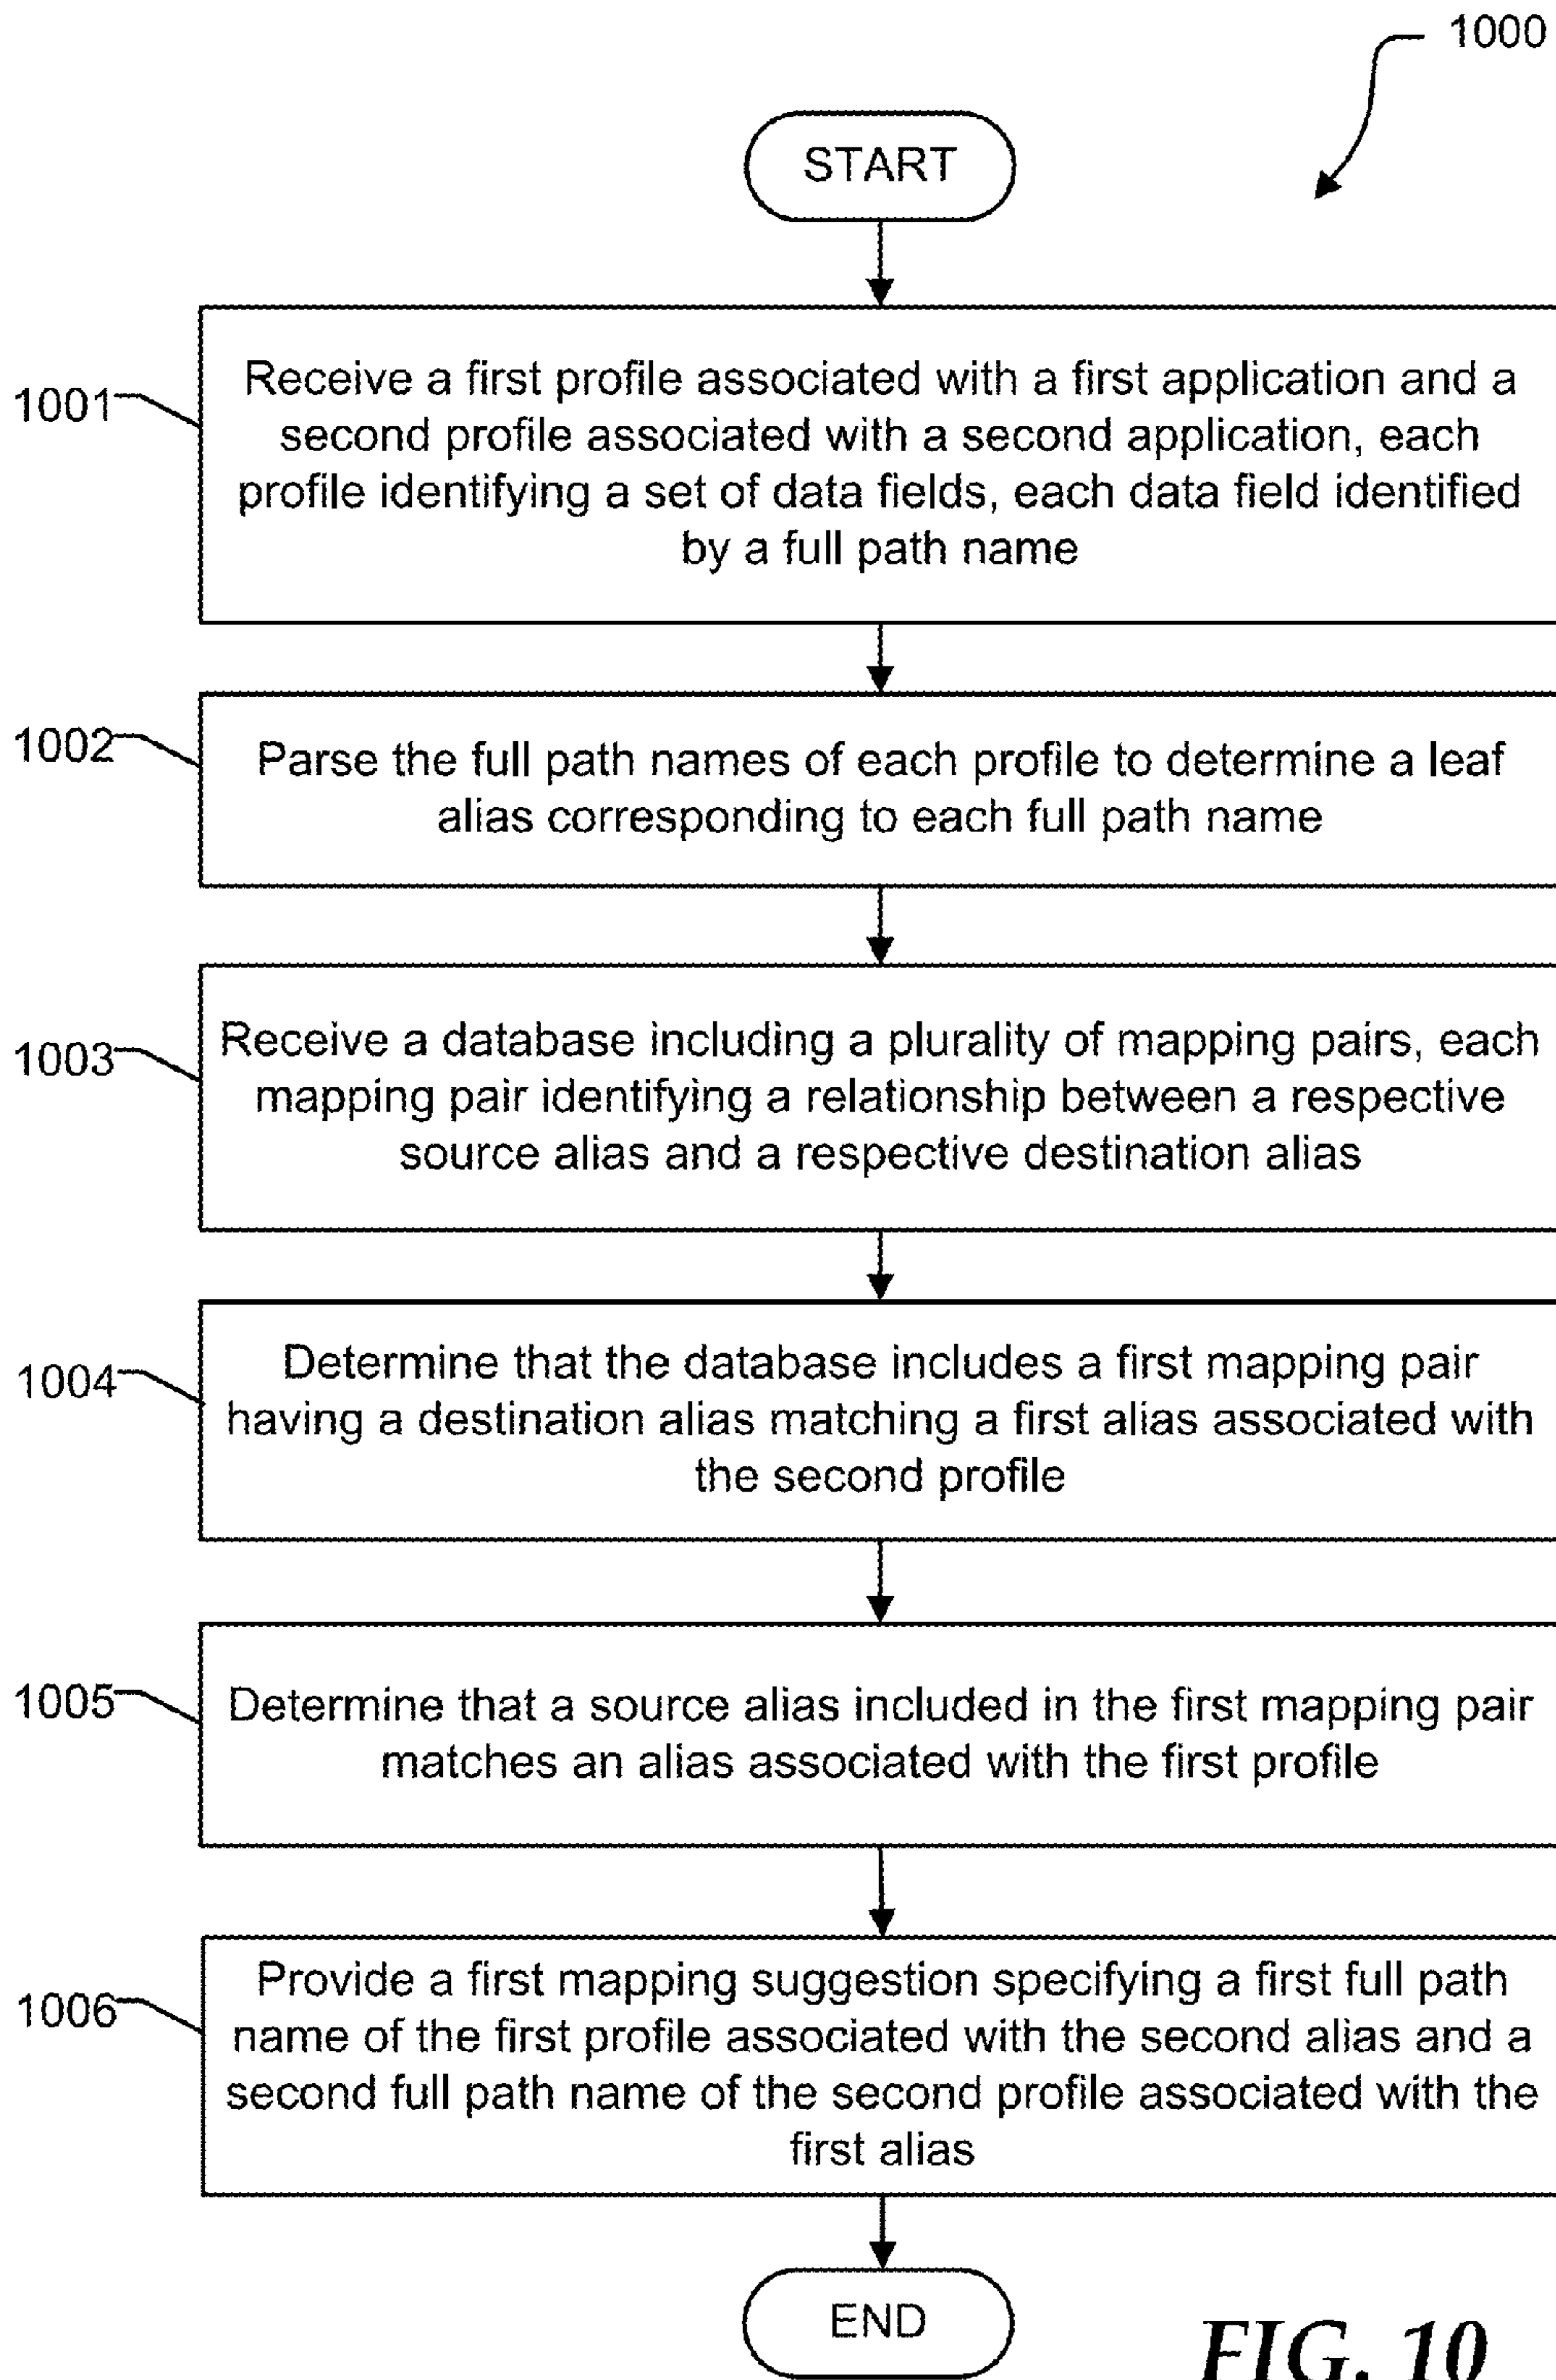 1000
START
1001
Receive a first profile associated with a first application and a
second profile associated with a second application, each
profile identifying a set of data fields, each data field identified
by a full path name
1002
Parse the full path names of each profile to determine a leaf
alias corresponding to each full path name
1003
Receive a database including a plurality of mapping pairs, each
mapping pair identifying a relationship between a respective
source alias and a respective destination alias
1004
Determine that the database includes a first mapping pair
having a destination alias matching a first alias associated with
the second profile
1005
Determine that a source alias included in the first mapping pair
matches an alias associated with the first profile
1006
Provide a first mapping suggestion specifying a first full path
name of the first profile associated with the second alias and a
second full path name of the second profile associated with the
first alias
END
FIG. 10